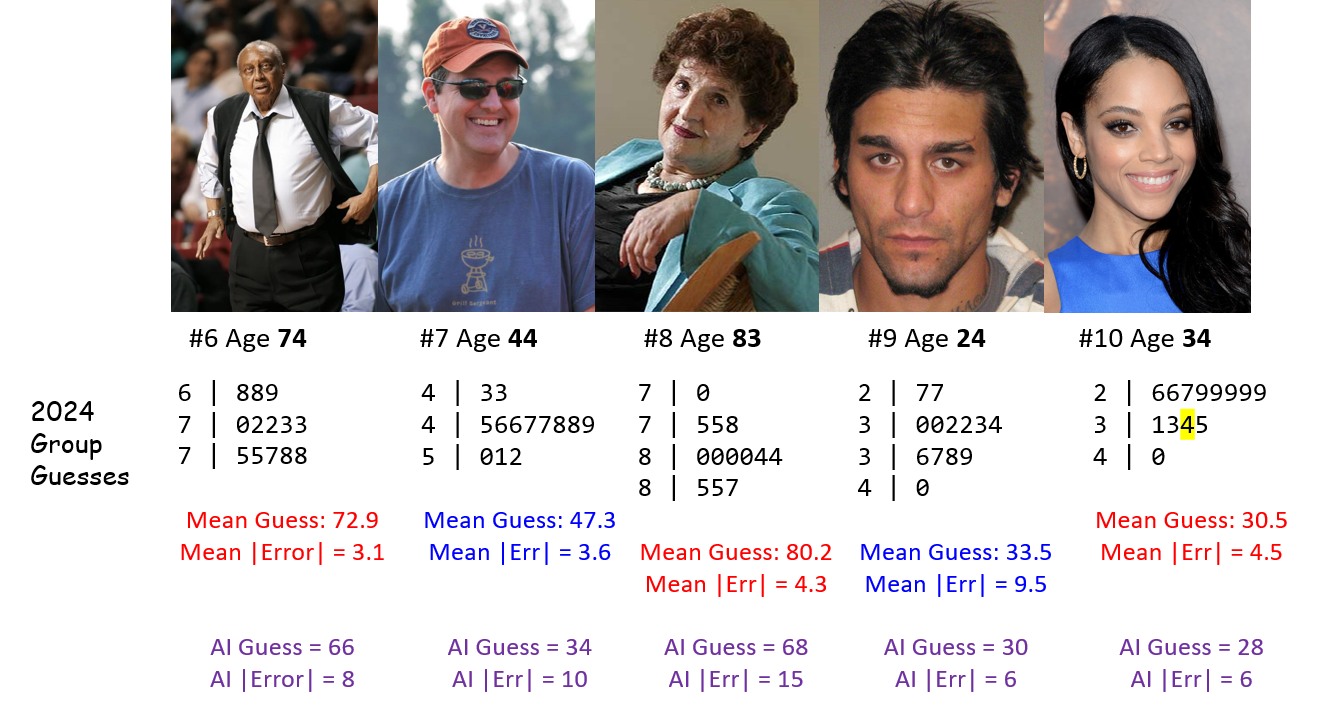 Grill Sergeant
#6 Age 74
#7 Age 44
#8 Age 83
#9 Age 24
#10 Age 34
2024
Group
Guesses
6 | 889
7 | 02233
7 | 55788
4 | 33
4 | 56677889
5 | 012
7 | 0
7 | 558
8 | 000044
8 | 557
2 | 77
3 | 002234
3 | 6789
4 | 0
2 | 66799999
3 | 1345
4 | 0
Mean Guess: 72.9
Mean |Error| = 3.1
Mean Guess: 47.3
Mean |Err| = 3.6
Mean Guess: 80.2
Mean |Err| = 4.3
Mean Guess: 33.5
Mean |Err| = 9.5
Mean Guess: 30.5
Mean |Err| = 4.5
AI Guess = 66
AI |Error| = 8
AI Guess = 34
AI |Err| = 10
AI Guess = 68
AI |Err| = 15
AI Guess = 30
AI |Err| = 6
AI Guess = 28
AI |Err| = 6